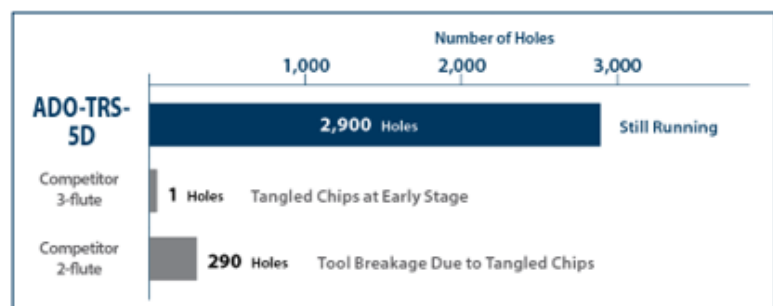 Number of Holes
1,000 2,000 3,000
ADO-TRS-
5D
2,900 Holes
Still Running
Competitor
3-flute
1 Holes
Tangled Chips at Early Stage
Competitor
2-flute
290 Holes
Tool Breakage Due to Tangled Chips